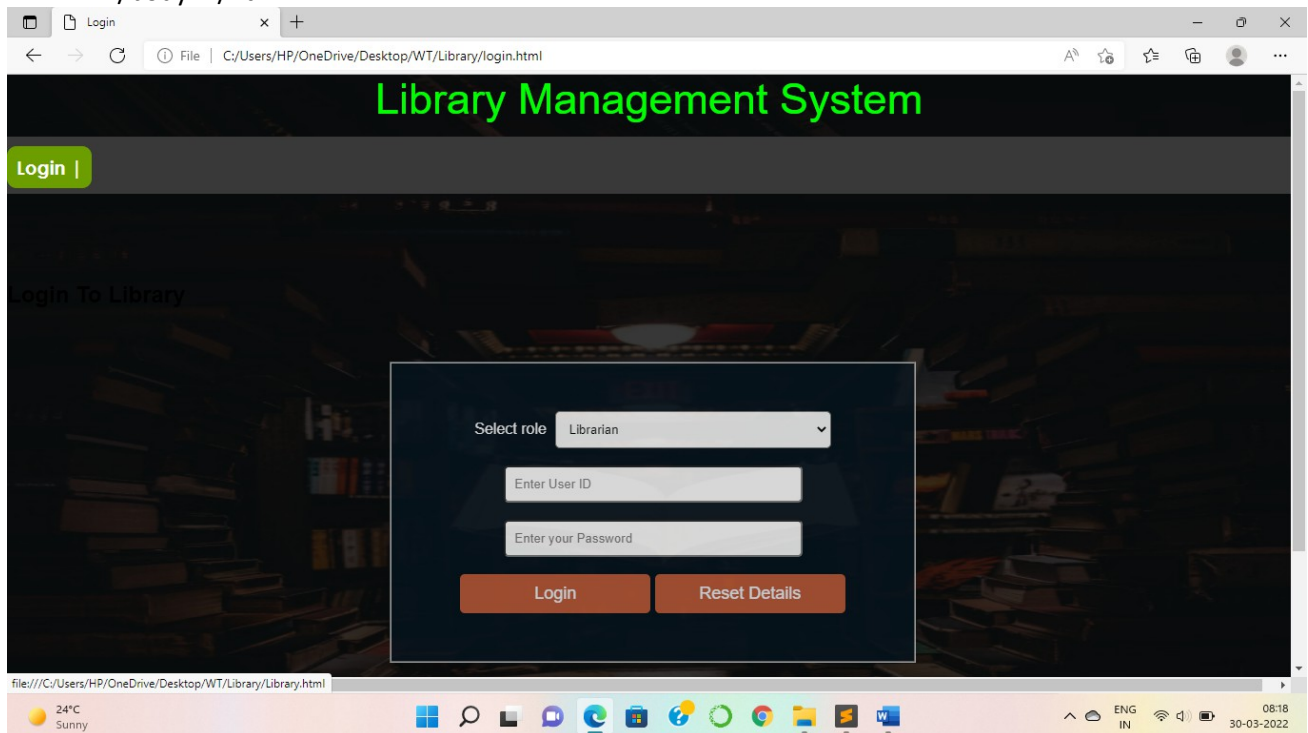 Login
File | C:/Users/HP/OneDrive/Desktop/WT/Library/login.html
Library Management System
Login |
Login To Library
Select role Librarian
Enter User ID
Enter your Password
Login Reset Details
file:///C:/Users/HP/OneDrive/Desktop/WT/Library/Library.html
24°C
Sunny
ENG
IN
08:18
30-03-2022